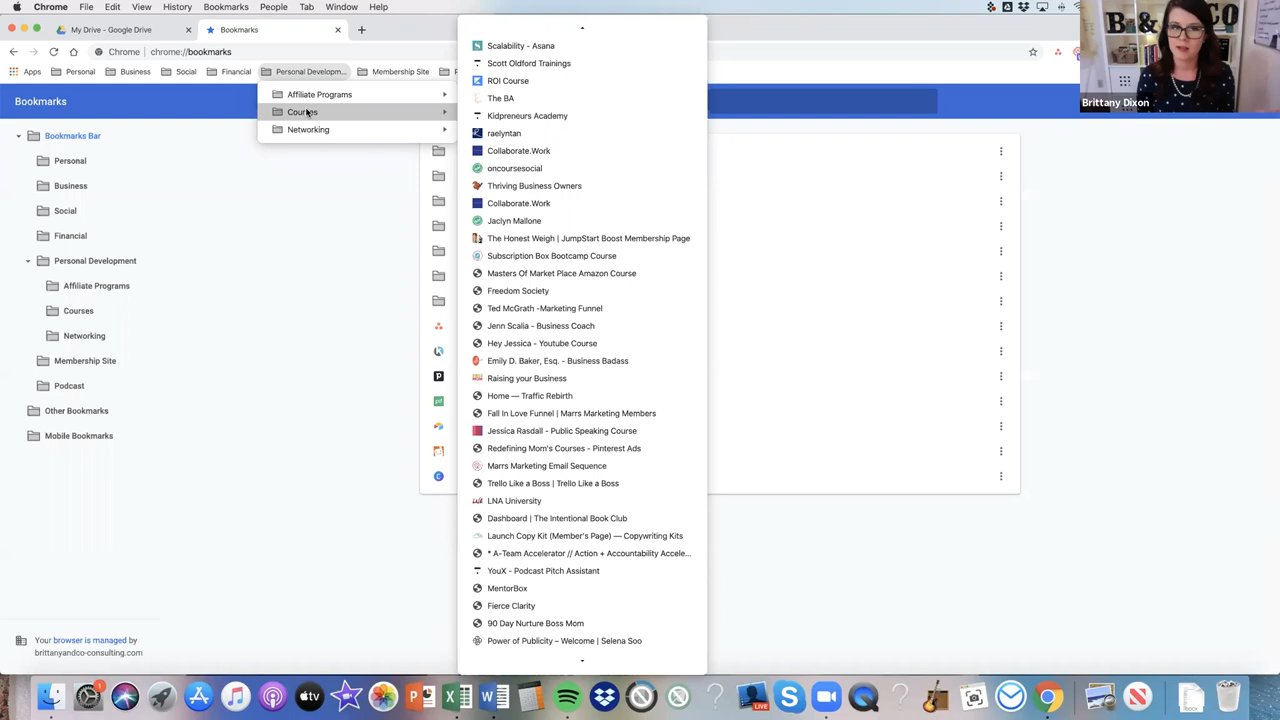 Chrome File Edit View History Bookmarks People Tab Window Help
My Drive - Google Drive
Bookmarks
Chrome | chrome://bookmarks
Apps Personal Business Social Financial Personal Developm... Membership Site
Bookmarks
Affiliate Programs
Courses
Networking
Bookmarks Bar
Personal
Business
Social
Financial
Personal Development
Affiliate Programs
Courses
Networking
Membership Site
Podcast
Other Bookmarks
Mobile Bookmarks
Your browser is managed by
brittanyandco-consulting.com
Scalability - Asana
Scott Oldford Trainings
ROI Course
The BA
Kidpreneurs Academy
raelyntan
Collaborate.Work
oncoursesocial
Thriving Business Owners
Collaborate.Work
Jaclyn Mallone
The Honest Weigh | JumpStart Boost Membership Page
Subscription Box Bootcamp Course
Masters Of Market Place Amazon Course
Freedom Society
Ted McGrath -Marketing Funnel
Jenn Scalia - Business Coach
Hey Jessica - Youtube Course
Emily D. Baker, Esq. - Business Badass
Raising your Business
Home — Traffic Rebirth
Fall In Love Funnel | Marrs Marketing Members
Jessica Rasdall - Public Speaking Course
Redefining Mom's Courses - Pinterest Ads
Marrs Marketing Email Sequence
Trello Like a Boss | Trello Like a Boss
LNA University
Dashboard | The Intentional Book Club
Launch Copy Kit (Member's Page) — Copywriting Kits
* A-Team Accelerator // Action + Accountability Accele...
YouX - Podcast Pitch Assistant
MentorBox
Fierce Clarity
90 Day Nurture Boss Mom
Power of Publicity – Welcome | Selena Soo
B & CO
Brittany Dixon